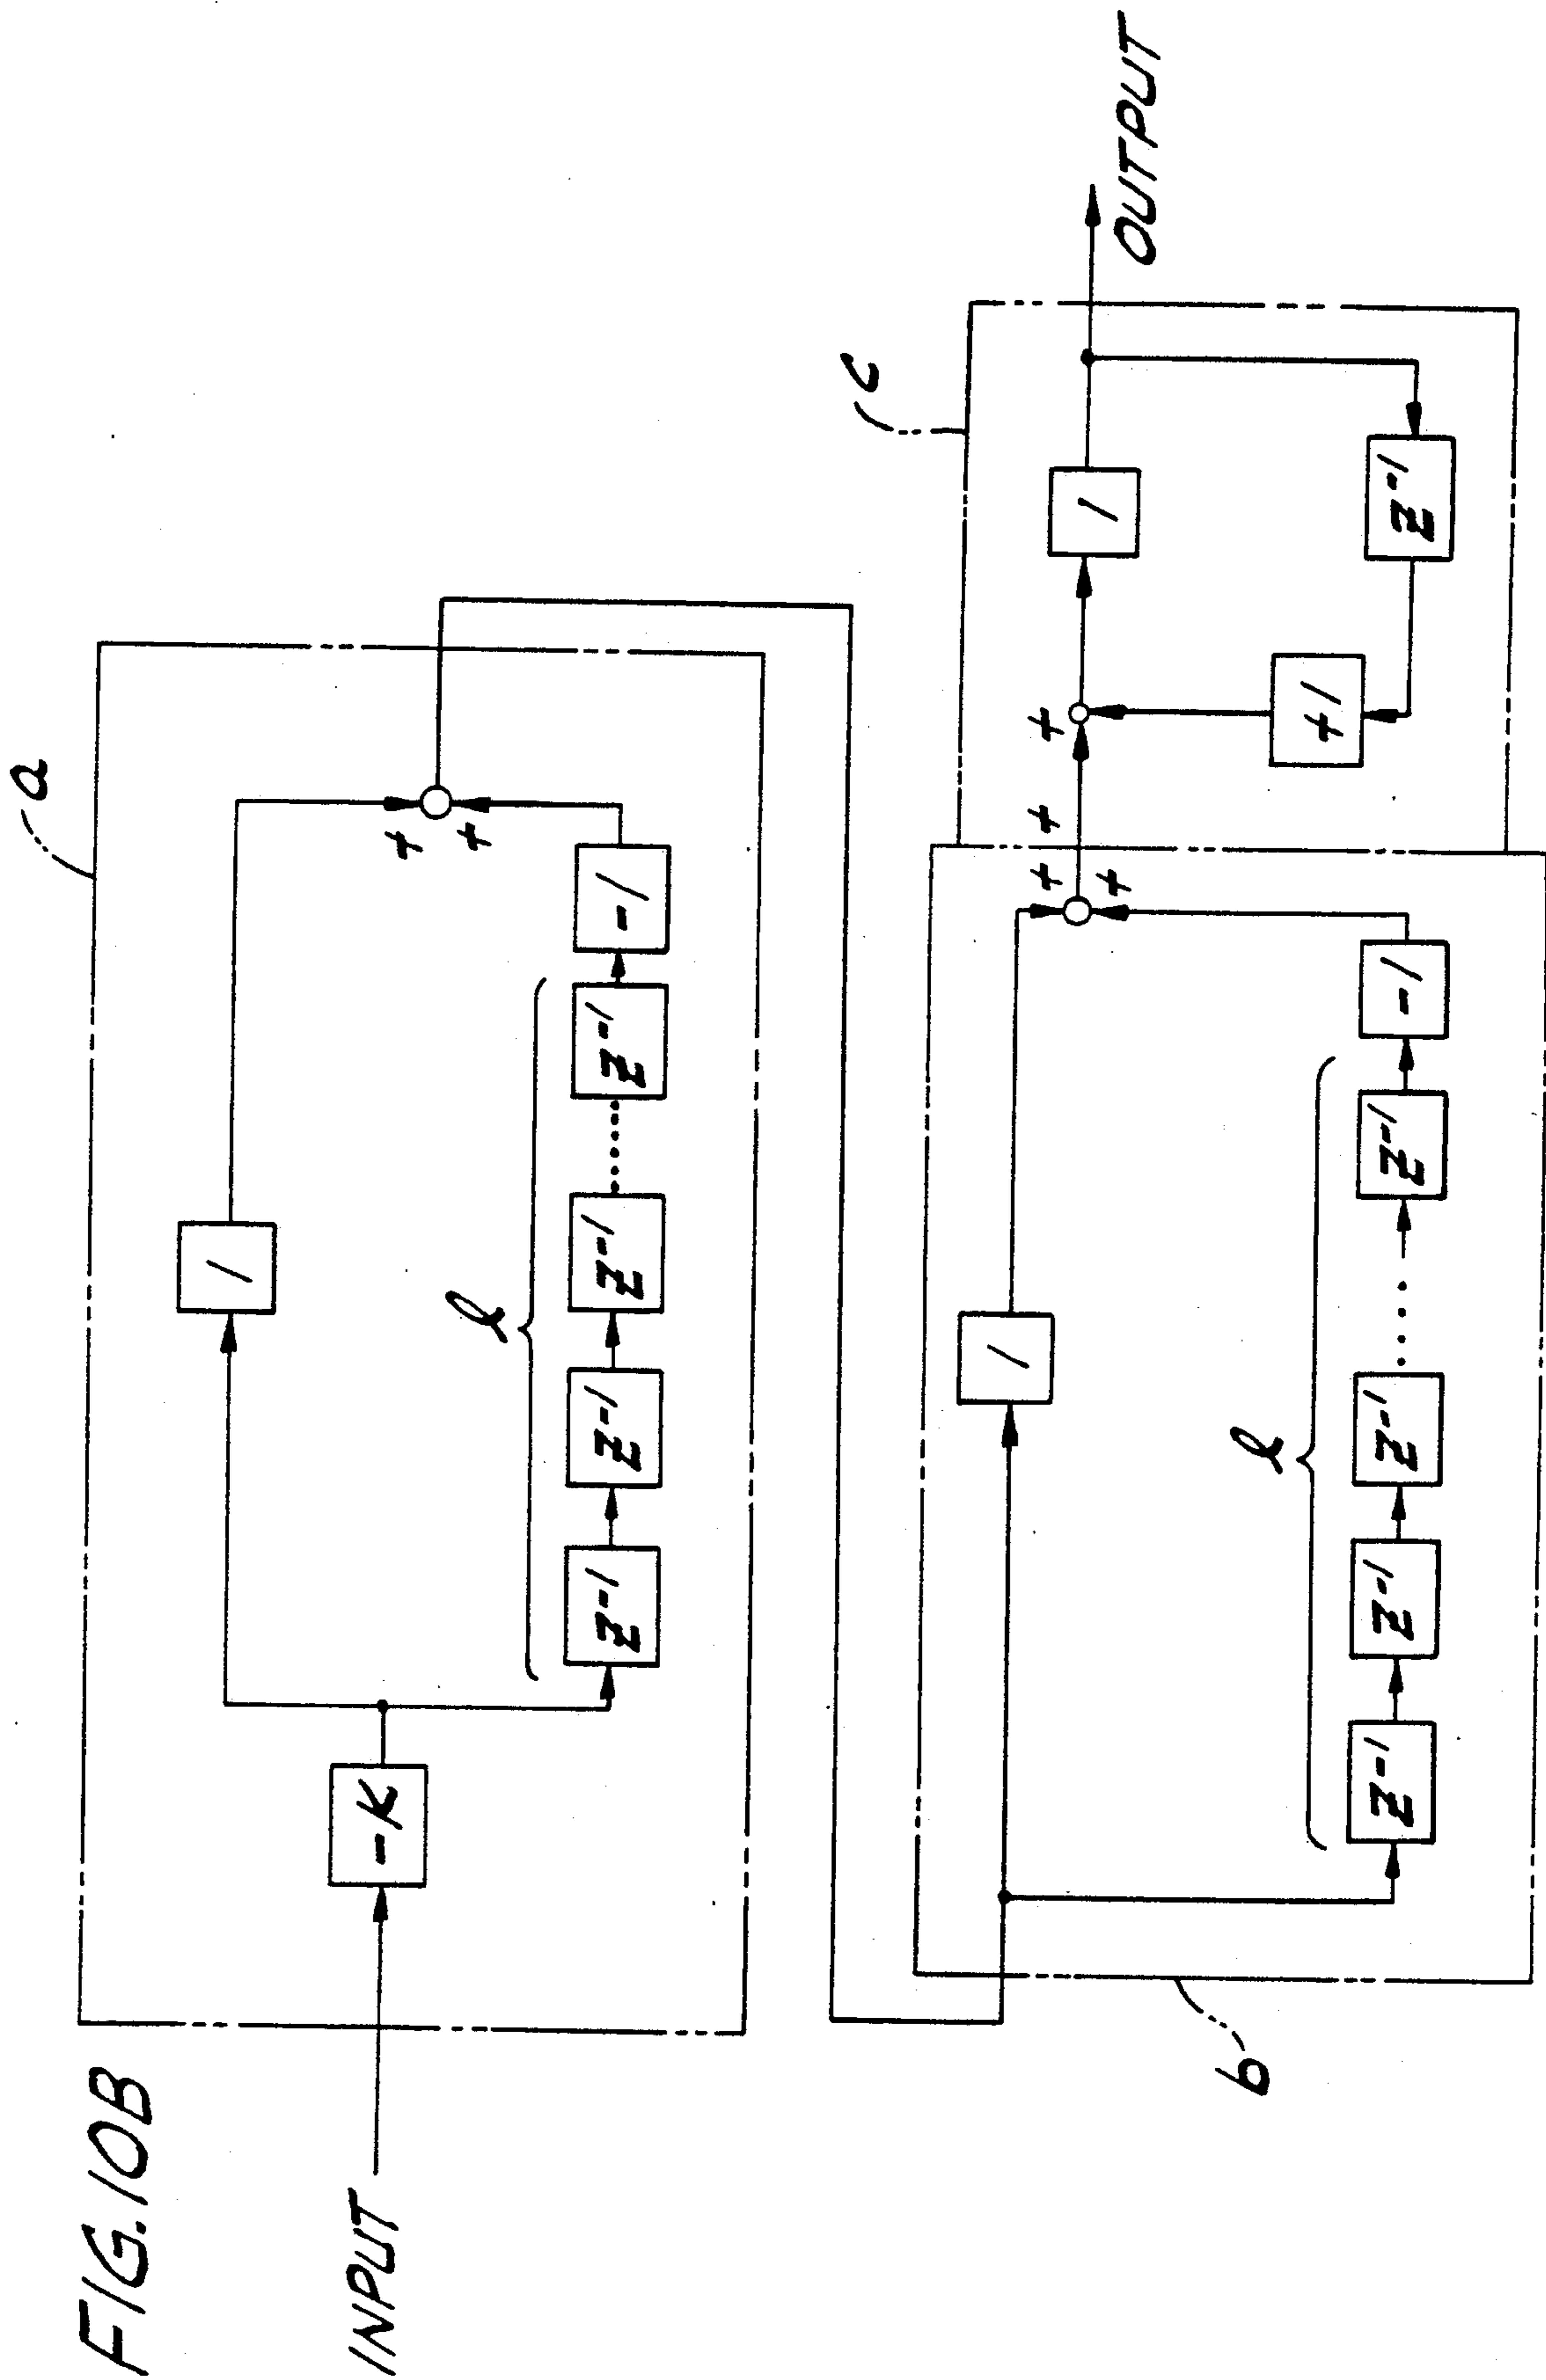 FIG. 10B
a
INPUT
-K
1
l
z-1
z-1
z-1
......
z-1
-1
+
+
b
1
l
z-1
z-1
z-1
....
z-1
-1
+
+
c
+
+
1
+1
z-1
OUTPUT